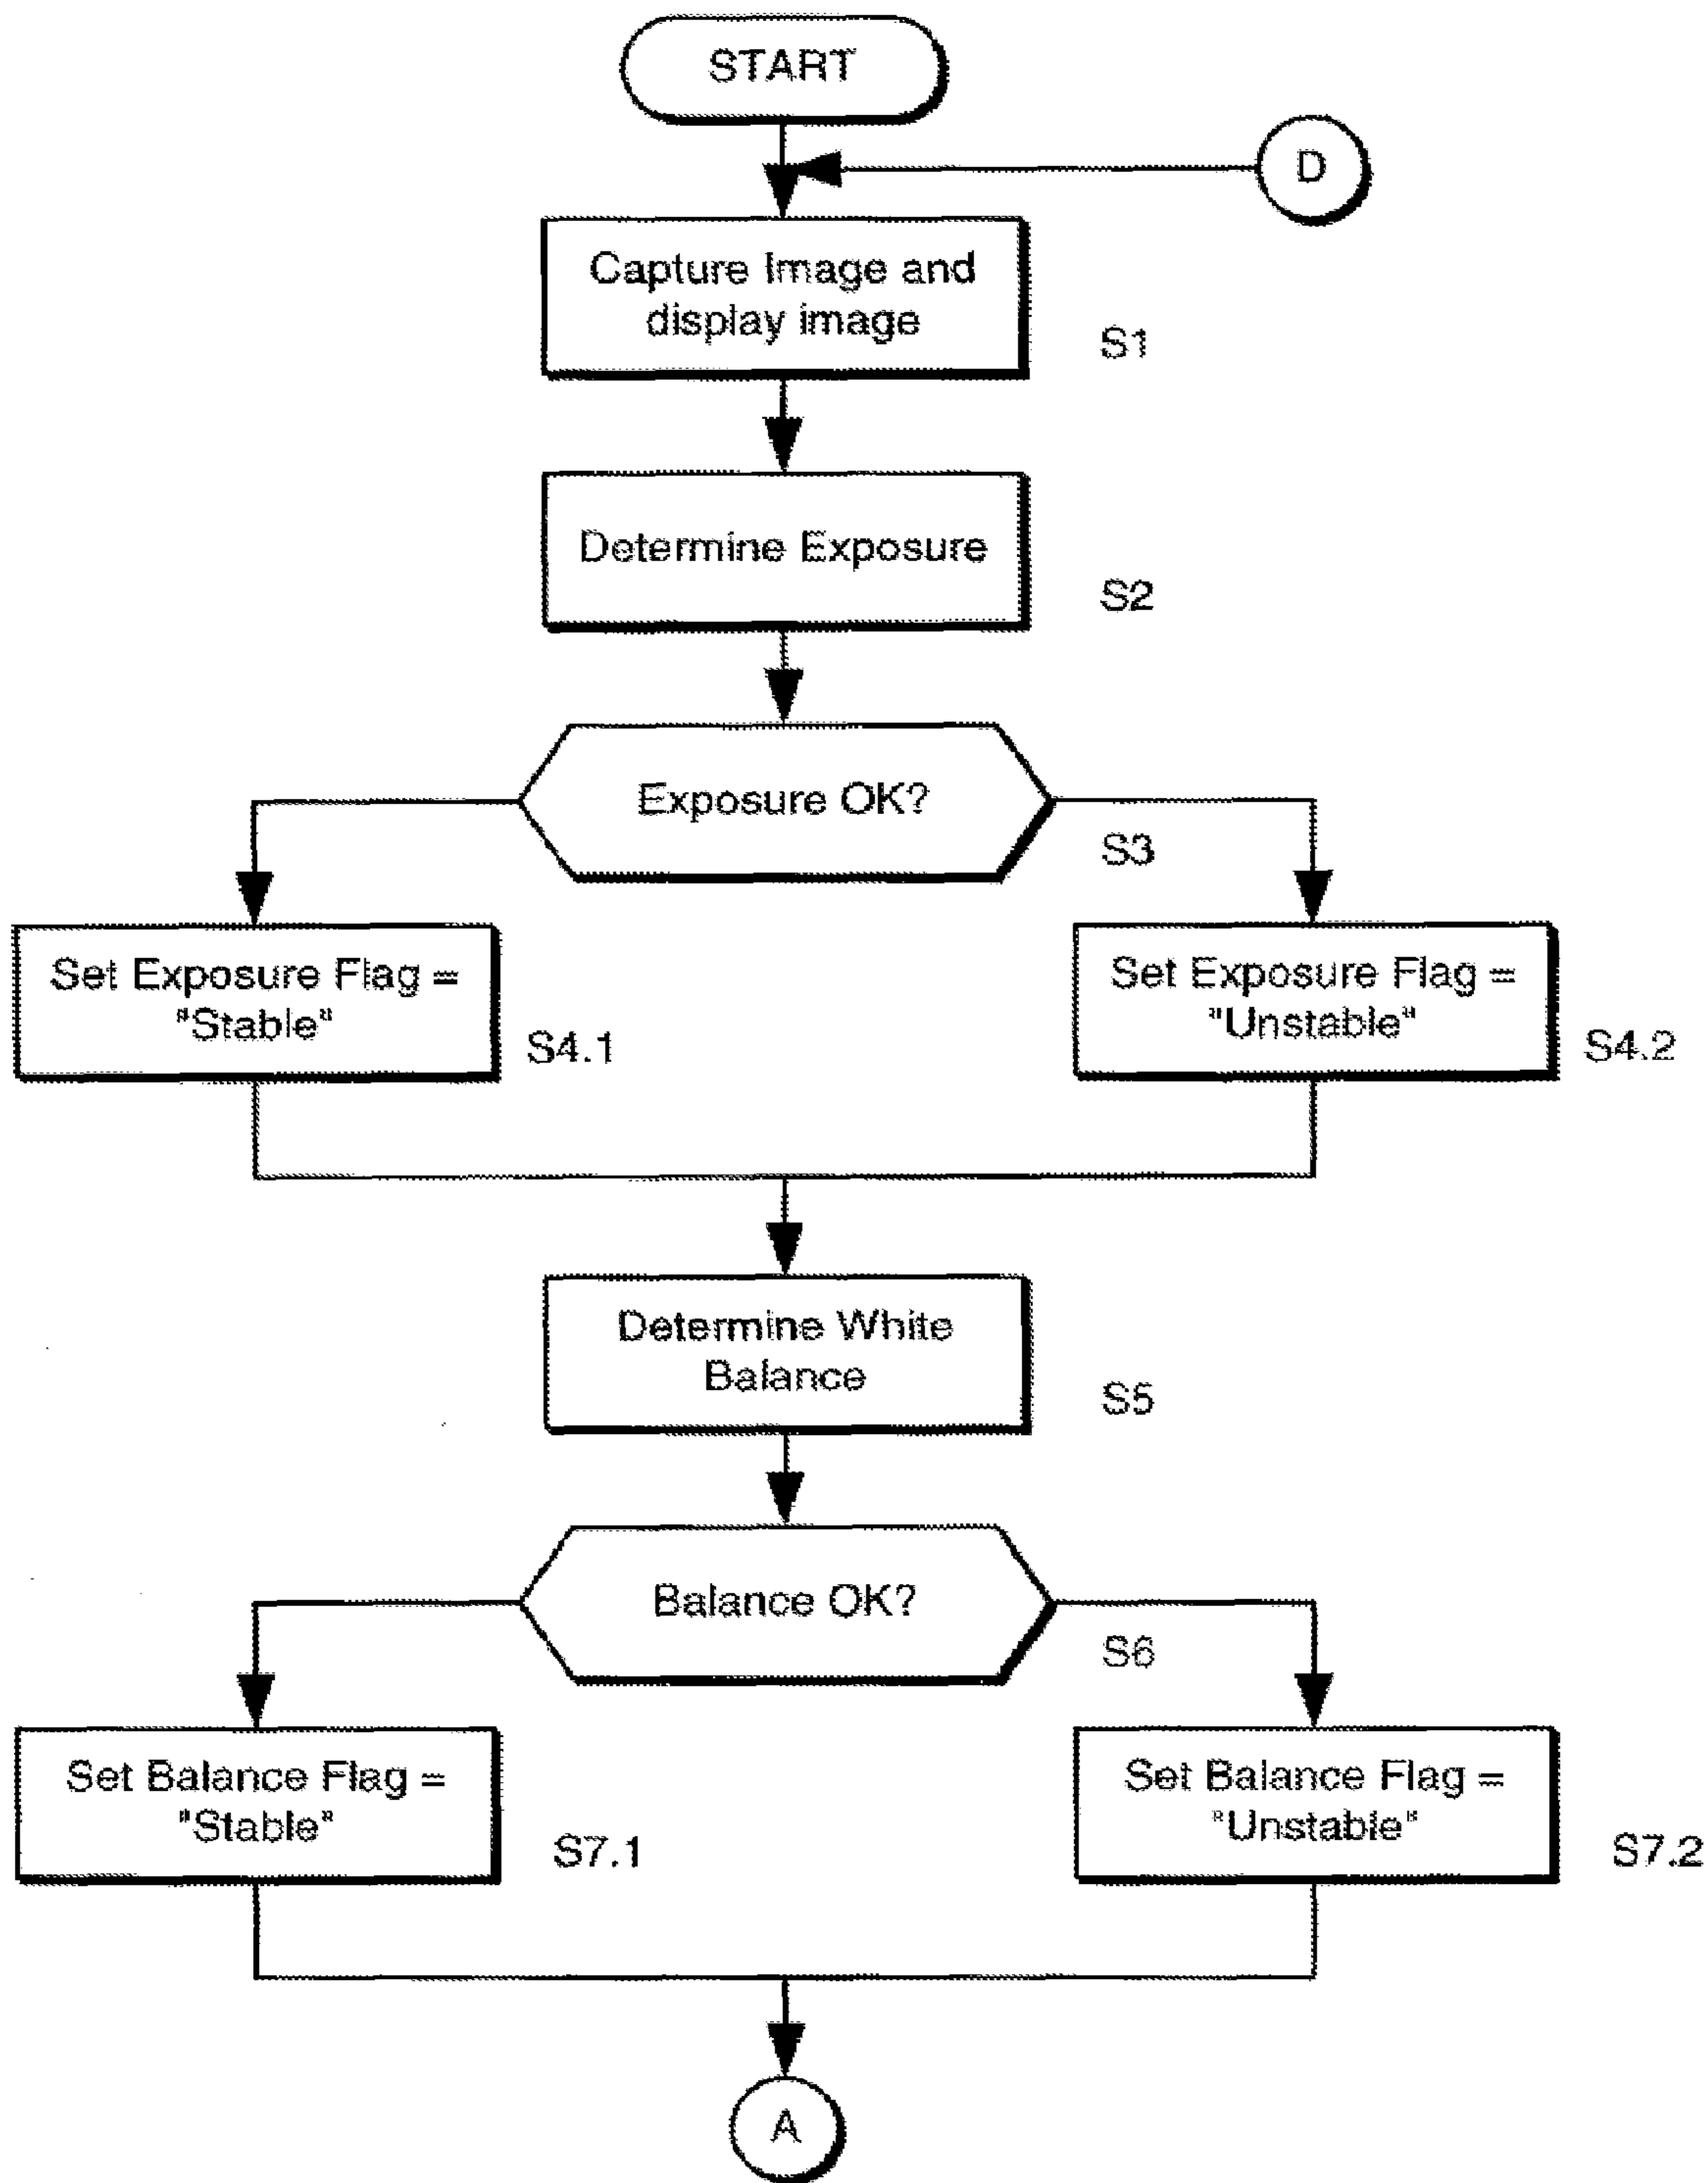 START
D
Capture Image and
display image
S1
Determine Exposure
S2
Exposure OK?
S3
Set Exposure Flag =
"Stable"
S4.1
Set Exposure Flag =
"Unstable"
S4.2
Determine White
Balance
S5
Balance OK?
S6
Set Balance Flag =
"Stable"
S7.1
Set Balance Flag =
"Unstable"
S7.2
A